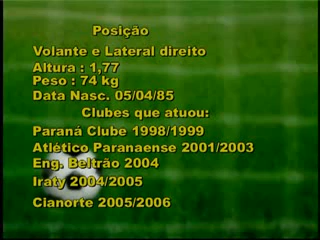 Posição
Volante e Lateral direito
Altura : 1,77
Peso : 74 kg
Data Nasc. 05/04/85
Clubes que atuou:
Paraná Clube 1998/1999
Atlético Paranaense 2001/2003
Eng. Beltrão 2004
Iraty 2004/2005
Cianorte 2005/2006